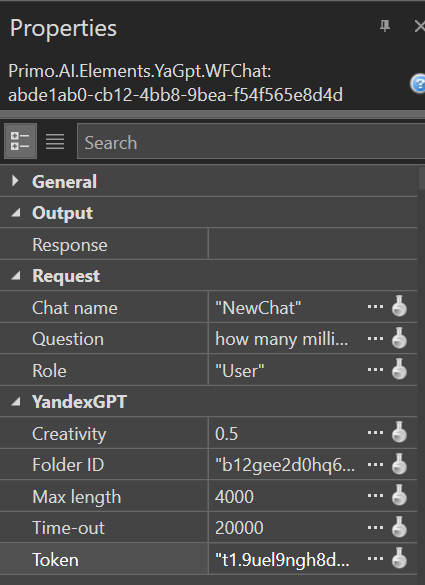 Properties
Primo.AI.Elements.YaGpt.WFChat:
abde1ab0-cb12-4bb8-9bea-f54f565e8d4d
Search
General
Output
Response
Request
Chat name "NewChat" ...
Question how many milli... ...
Role "User" ...
YandexGPT
Creativity 0.5 ...
Folder ID "b12gee2d0hq6... ...
Max length 4000 ...
Time-out 20000 ...
Token "t1.9uel9ngh8d... ...